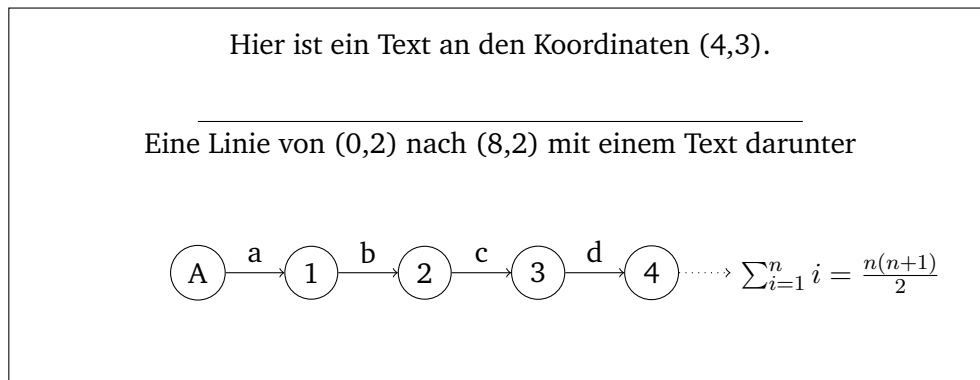 Hier ist ein Text an den Koordinaten (4,3).
Eine Linie von (0,2) nach (8,2) mit einem Text darunter
a b c d
A 1 2 3 4 ∑ⁿᵢ₌₁ i = n(n+1)/2